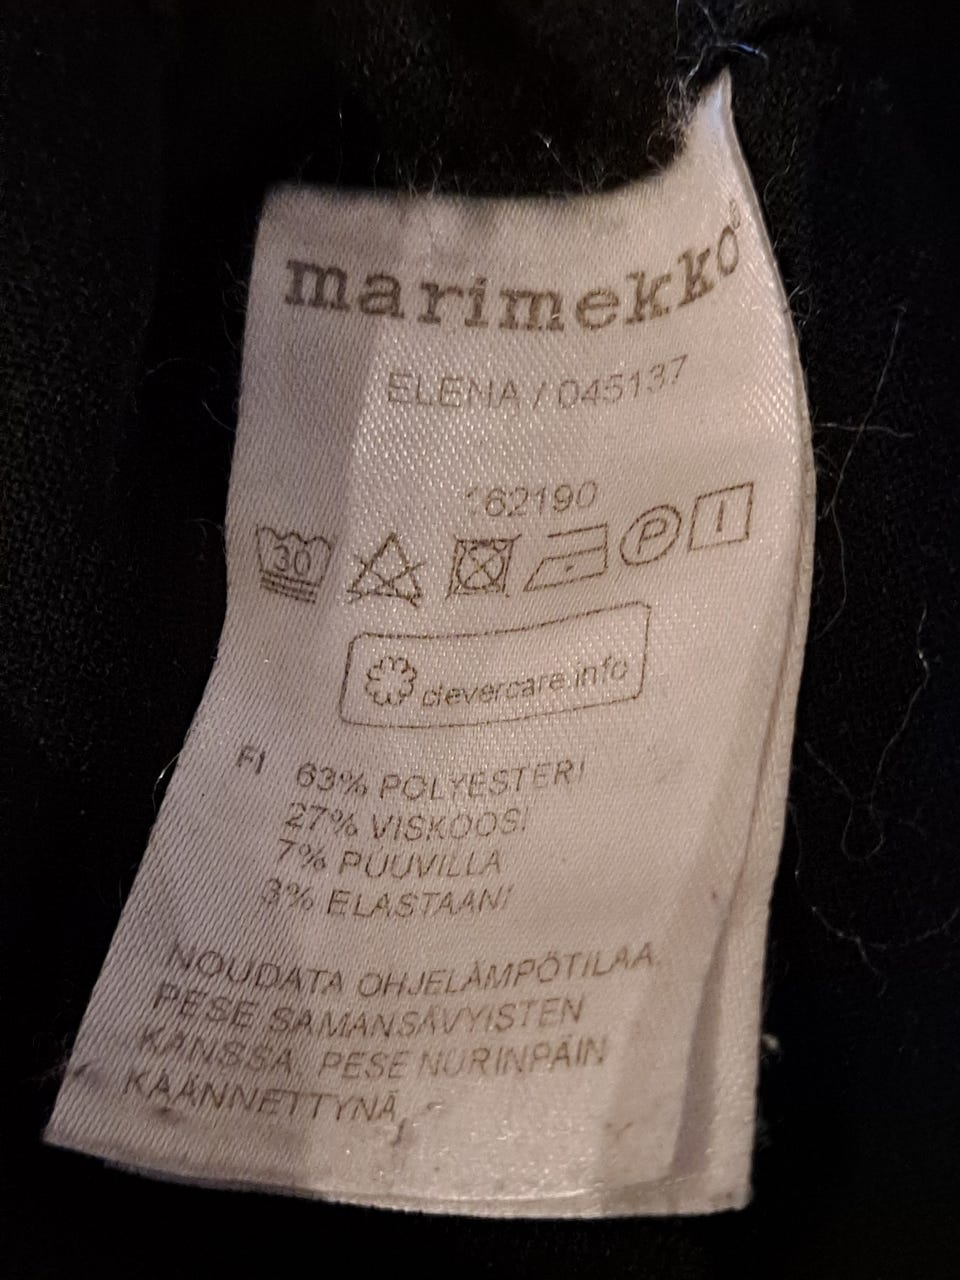 marimekko®
ELENA / 045137
162190
30
P
clevercare.info
FI 63% POLYESTERI
27% VISKOOSI
7% PUUVILLA
3% ELASTAANI
NOUDATA OHJELÄMPÖTILAA.
PESE SAMANSÄVYISTEN
KANSSA. PESE NURINPÄIN
KÄÄNNETTYNÄ.